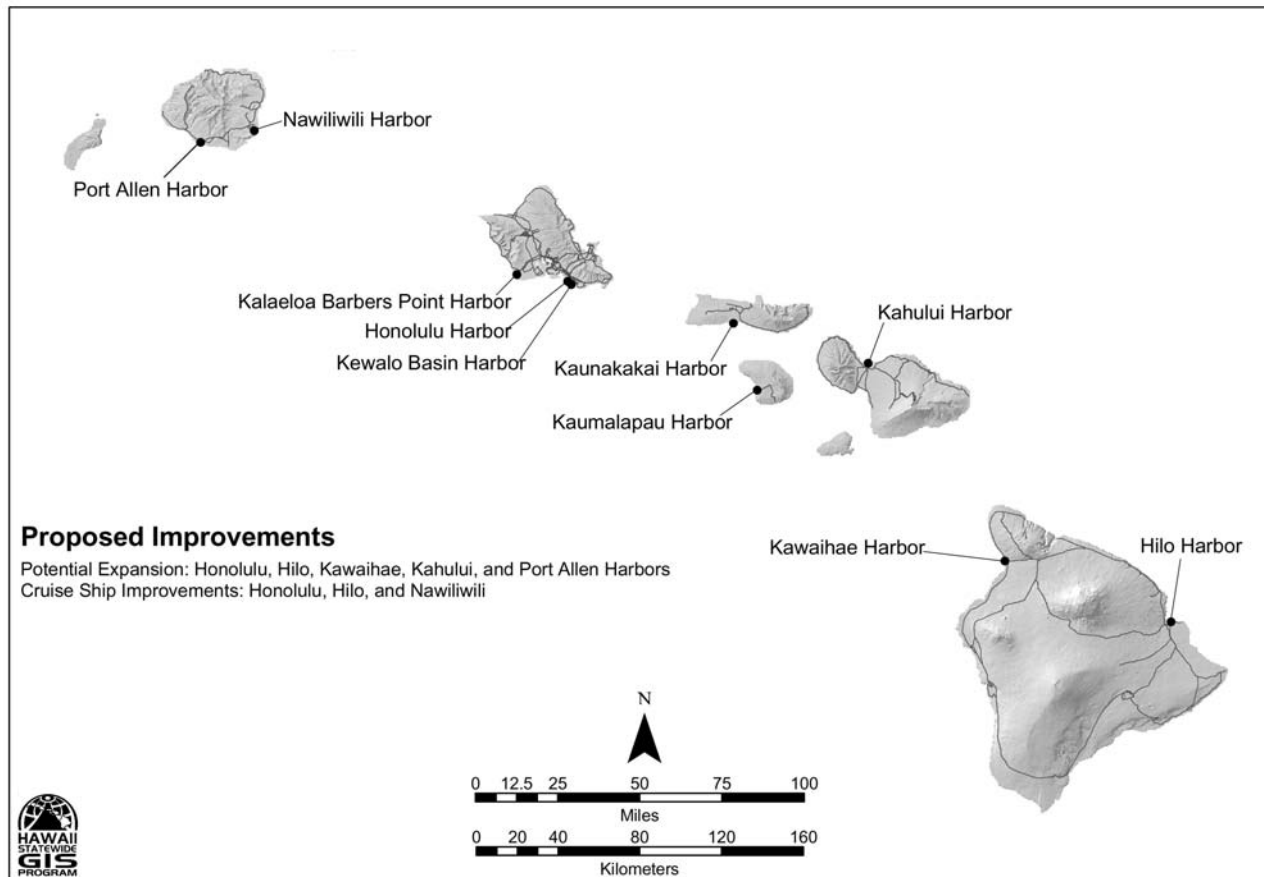 Nawiliwili Harbor
Port Allen Harbor
Kalaeloa Barbers Point Harbor
Honolulu Harbor
Kewalo Basin Harbor
Kaunakakai Harbor
Kahului Harbor
Kaumalapau Harbor
Kawaihae Harbor
Hilo Harbor
Proposed Improvements
Potential Expansion: Honolulu, Hilo, Kawaihae, Kahului, and Port Allen Harbors
Cruise Ship Improvements: Honolulu, Hilo, and Nawiliwili
N
0 12.5 25 50 75 100
Miles
0 20 40 80 120 160
Kilometers
HAWAII
STATEWIDE
GIS
PROGRAM